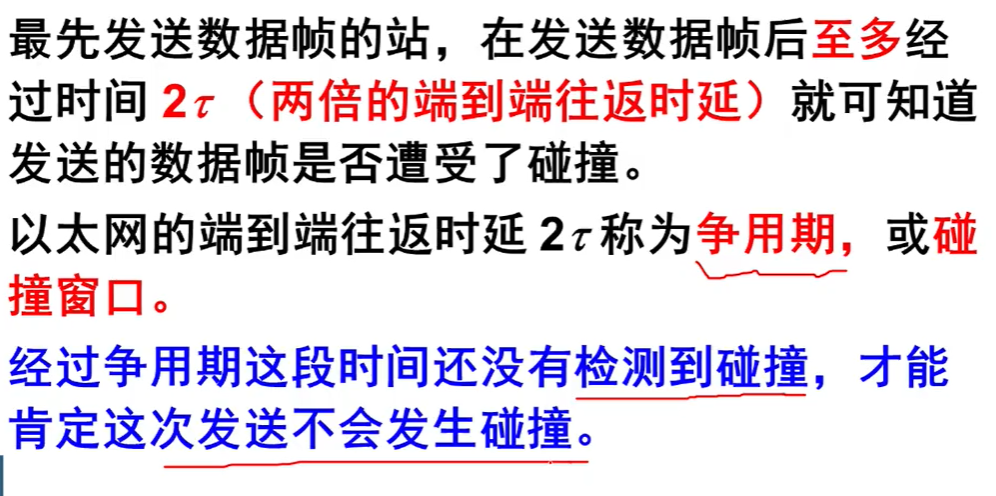 最先发送数据帧的站，在发送数据帧后至多经
过时间 2τ（两倍的端到端往返时延）就可知道
发送的数据帧是否遭受了碰撞。
以太网的端到端往返时延 2τ 称为争用期，或碰
撞窗口。
经过争用期这段时间还没有检测到碰撞，才能
肯定这次发送不会发生碰撞。